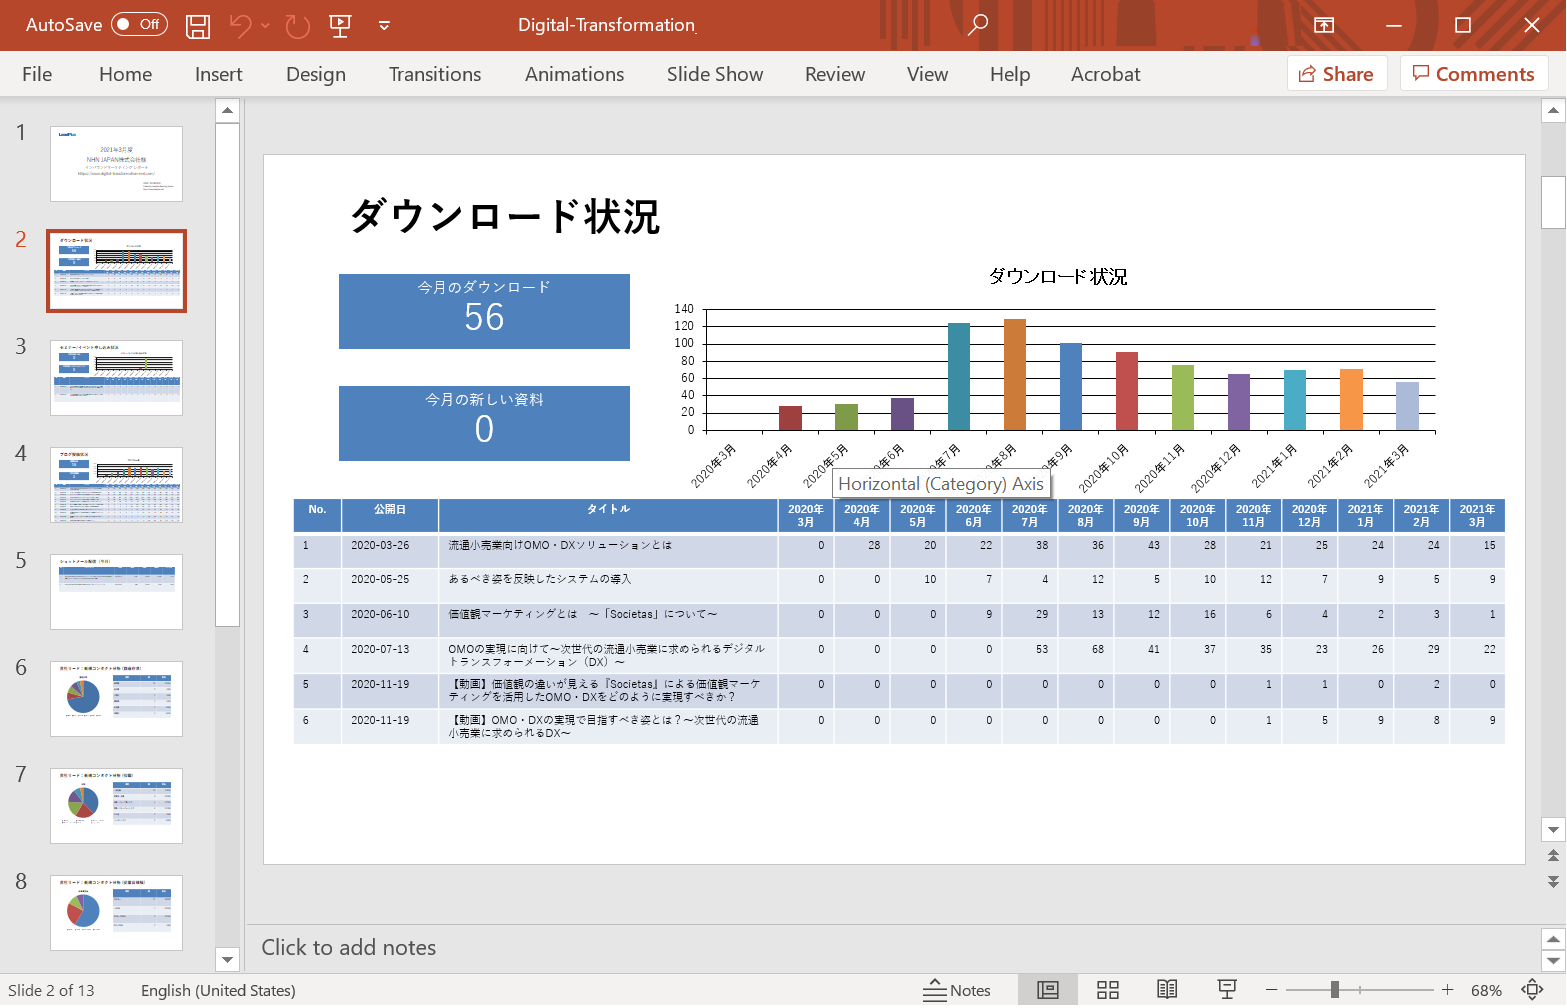 AutoSave Off Digital-Transformation
File Home Insert Design Transitions Animations Slide Show Review View Help Acrobat Share Comments
1
2021年3月度
NHN JAPAN株式会社様
2
ダウンロード状況
3
4
5
6
7
8
ダウンロード状況
今月のダウンロード
56
今月の新しい資料
0
ダウンロード状況
140
120
100
80
60
40
20
0
2020年3月 2020年4月 2020年5月 年6月 年7月 年8月 年9月 2020年10月 2020年11月 2020年12月 2021年1月 2021年2月 2021年3月
Horizontal (Category) Axis
No. 公開日 タイトル 2020年3月 2020年4月 2020年5月 2020年6月 2020年7月 2020年8月 2020年9月 2020年10月 2020年11月 2020年12月 2021年1月 2021年2月 2021年3月
1 2020-03-26 流通小売業向けOMO・DXソリューションとは 0 28 20 22 38 36 43 28 21 25 24 24 15
2 2020-05-25 あるべき姿を反映したシステムの導入 0 0 10 7 4 12 5 10 12 7 9 5 9
3 2020-06-10 価値観マーケティングとは　～「Societas」について～ 0 0 0 9 29 13 12 16 6 4 2 3 1
4 2020-07-13 OMOの実現に向けて～次世代の流通小売業に求められるデジタル 0 0 0 0 53 68 41 37 35 23 26 29 22
トランスフォーメーション（DX）～
5 2020-11-19 【動画】価値観の違いが見える『Societas』による価値観マーケ 0 0 0 0 0 0 0 0 1 1 0 2 0
ティングを活用したOMO・DXをどのように実現すべきか？
6 2020-11-19 【動画】OMO・DXの実現で目指すべき姿とは？～次世代の流通 0 0 0 0 0 0 0 0 1 5 9 8 9
小売業に求められるDX～
Click to add notes
Slide 2 of 13 English (United States) Notes 68%